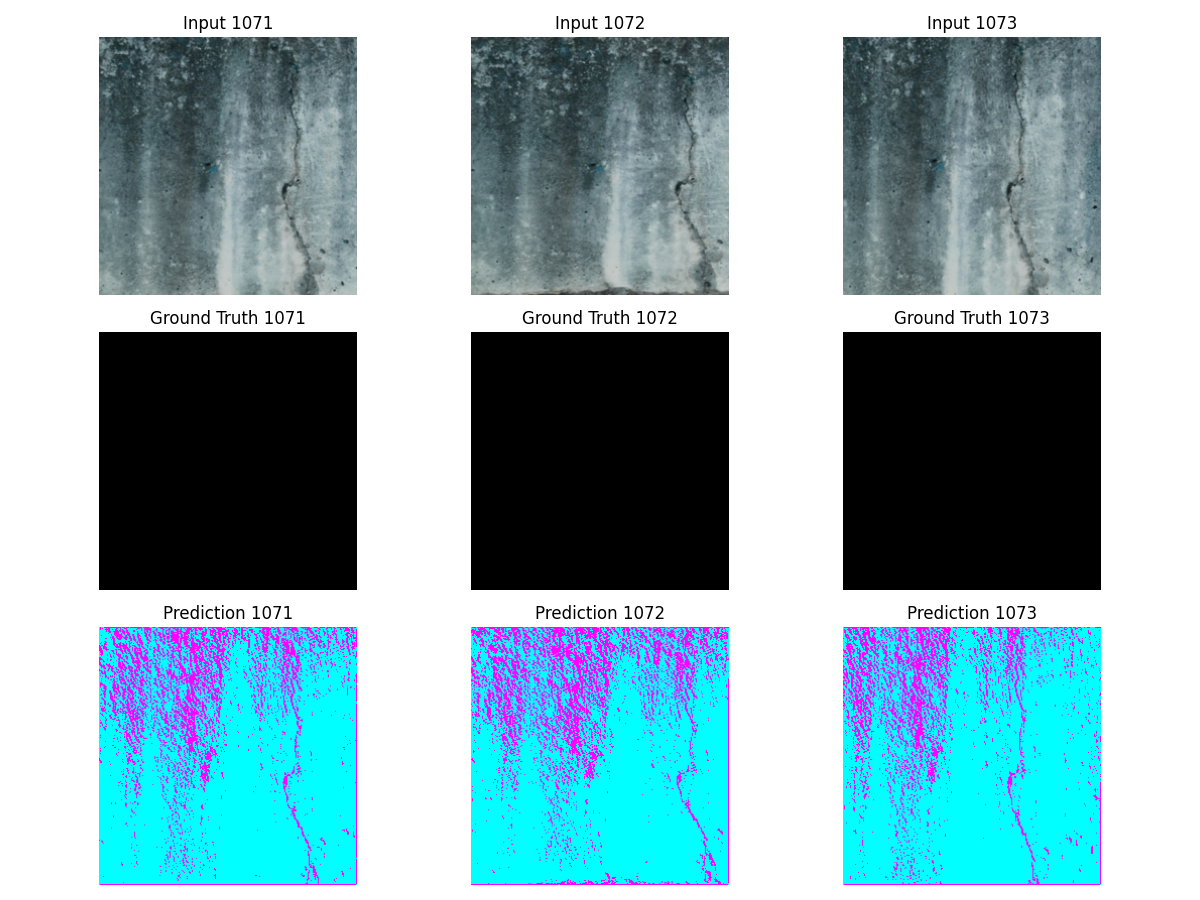 Input 1071
Input 1072
Input 1073
Ground Truth 1071
Ground Truth 1072
Ground Truth 1073
Prediction 1071
Prediction 1072
Prediction 1073